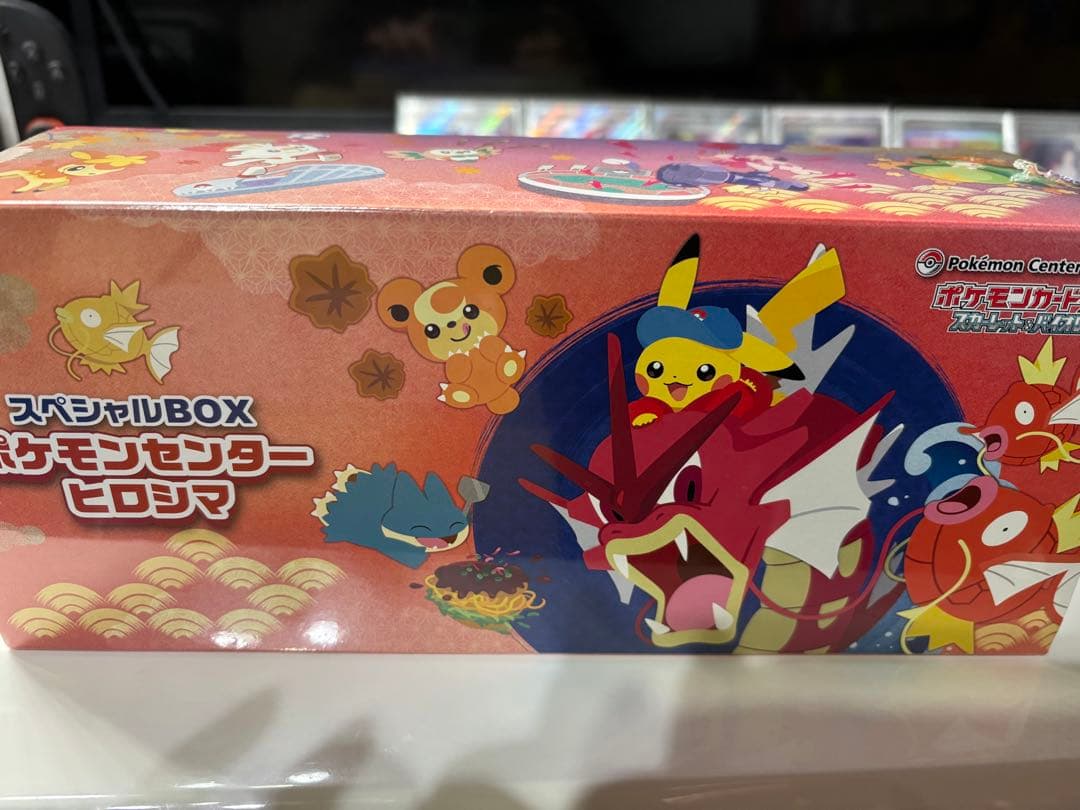 スペシャルBOX
ポケモンセンター
ヒロシマ
Pokémon Center
ポケモンカード
スカーレット&バイオレ